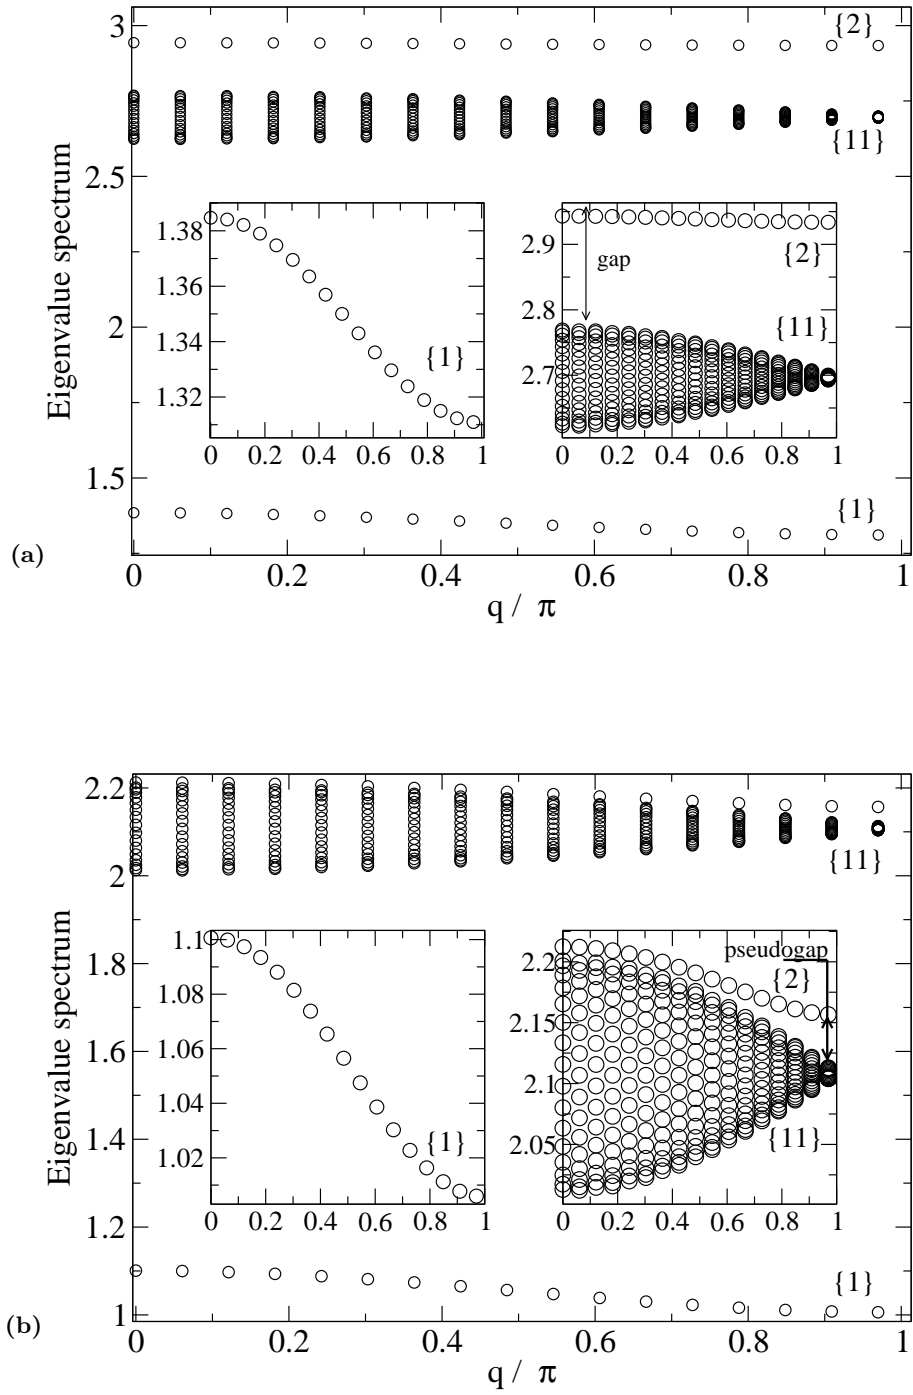 3
{2}
{11}
2.5
1.38
1.36
1.34
1.32
{1}
0 0.2 0.4 0.6 0.8 1
2.9
2.8
2.7
gap
{2}
{11}
0 0.2 0.4 0.6 0.8 1
Eigenvalue spectrum
2
1.5
{1}
(a)
0 0.2 0.4 0.6 0.8 1
q / π
2.2
{11}
2
1.1
1.08
1.06
1.04
1.02
{1}
0 0.2 0.4 0.6 0.8 1
pseudogap
{2}
2.2
2.15
2.10
2.05
{11}
0 0.2 0.4 0.6 0.8 1
Eigenvalue spectrum
1.8
1.6
1.4
1.2
1
{1}
(b)
0 0.2 0.4 0.6 0.8 1
q / π